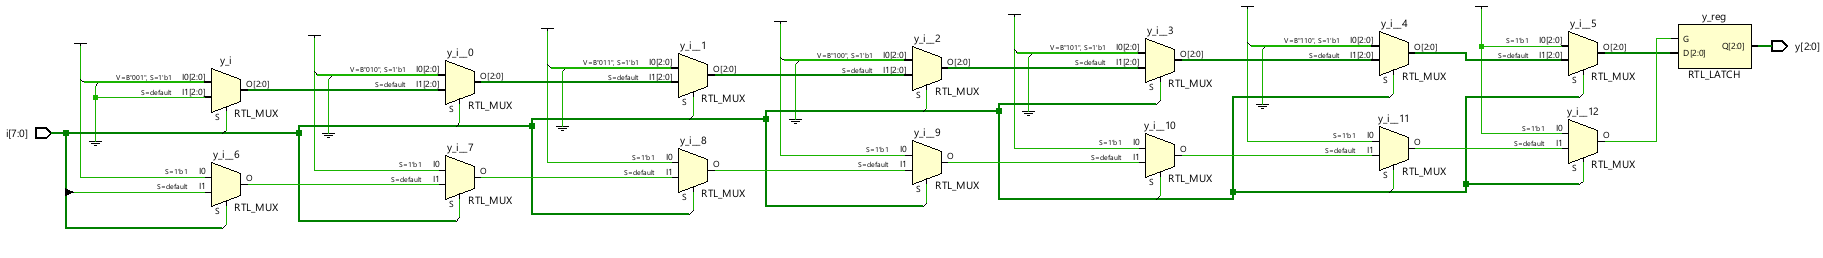 y_i
V=B"001", S=1'b1 I0[2:0]
S=default I1[2:0]
O[2:0]
S
RTL_MUX
y_i__0
V=B"010", S=1'b1 I0[2:0]
S=default I1[2:0]
O[2:0]
S
RTL_MUX
y_i__1
V=B"011", S=1'b1 I0[2:0]
S=default I1[2:0]
O[2:0]
S
RTL_MUX
y_i__2
V=B"100", S=1'b1 I0[2:0]
S=default I1[2:0]
O[2:0]
S
RTL_MUX
y_i__3
V=B"101", S=1'b1 I0[2:0]
S=default I1[2:0]
O[2:0]
S
RTL_MUX
y_i__4
V=B"110", S=1'b1 I0[2:0]
S=default I1[2:0]
O[2:0]
S
RTL_MUX
y_i__5
S=1'b1 I0[2:0]
S=default I1[2:0]
O[2:0]
S
RTL_MUX
y_reg
G
D[2:0]
Q[2:0]
RTL_LATCH
y[2:0]
i[7:0]
y_i__6
S=1'b1 I0
S=default I1
O
S
RTL_MUX
y_i__7
S=1'b1 I0
S=default I1
O
S
RTL_MUX
y_i__8
S=1'b1 I0
S=default I1
O
S
RTL_MUX
y_i__9
S=1'b1 I0
S=default I1
O
S
RTL_MUX
y_i__10
S=1'b1 I0
S=default I1
O
S
RTL_MUX
y_i__11
S=1'b1 I0
S=default I1
O
S
RTL_MUX
y_i__12
S=1'b1 I0
S=default I1
O
S
RTL_MUX